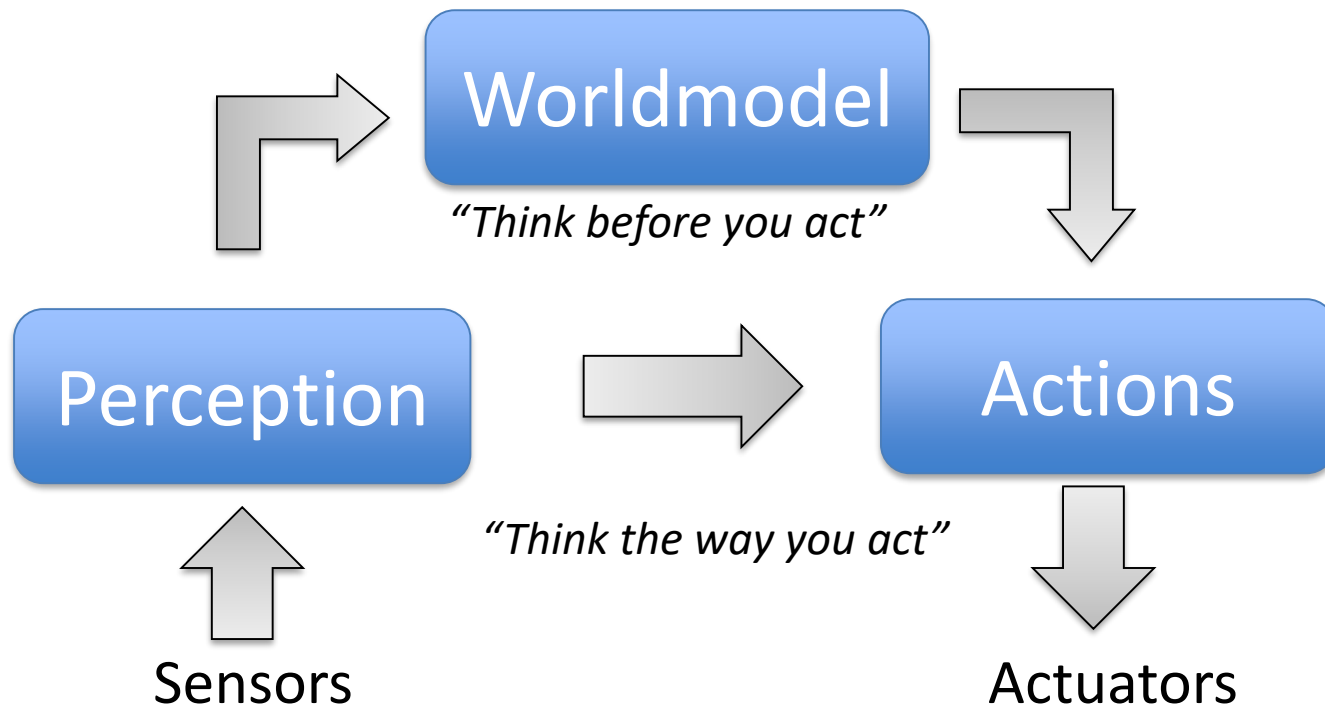 Worldmodel
“Think before you act”
Perception
Actions
“Think the way you act”
Sensors
Actuators